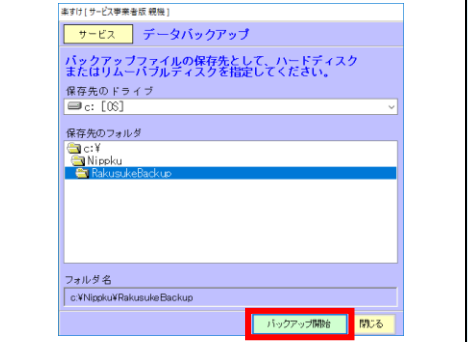 楽すけ [ サービス事業者版 親機 ]
サービス
データバックアップ
バックアップファイルの保存先として、ハードディスク
またはリムーバブルディスクを指定してください。
保存先のドライブ
c: [OS]
保存先のフォルダ
c:¥
Nippku
RakusukeBackup
フォルダ名
c:¥Nippku¥RakusukeBackup
バックアップ開始
閉じる